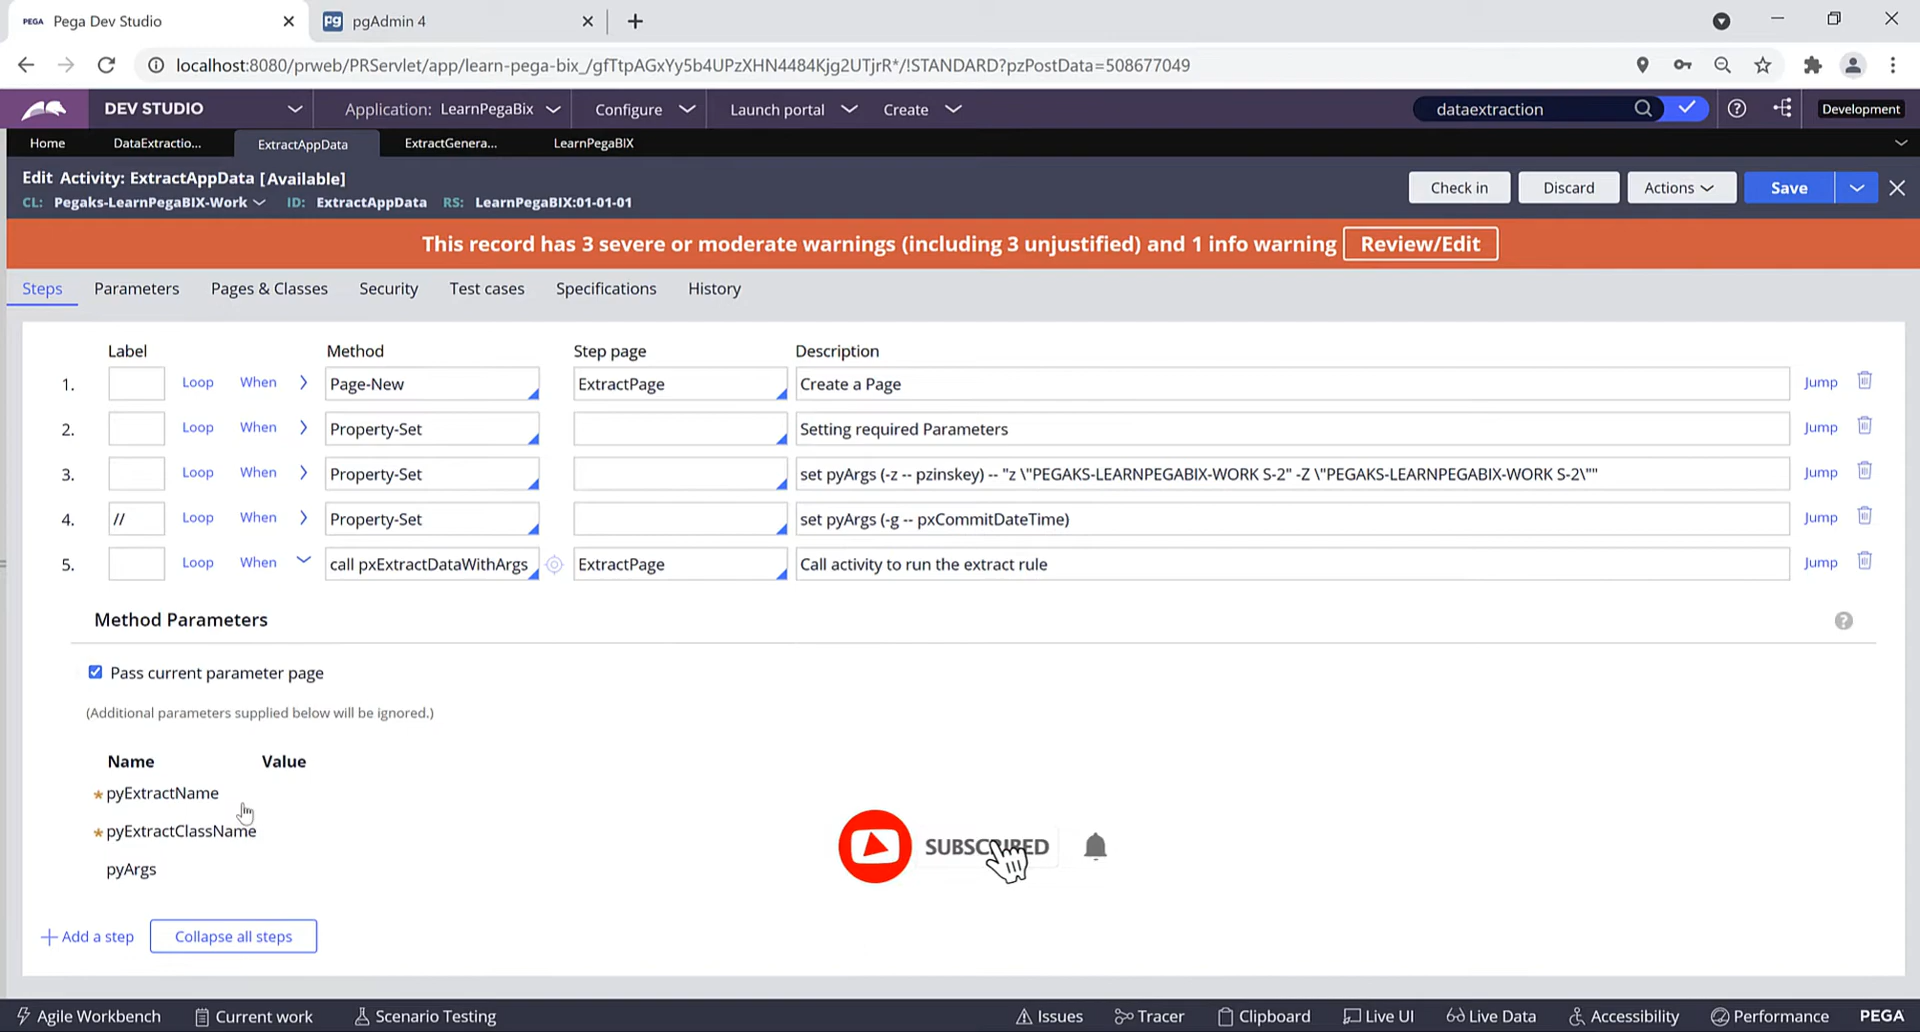 PEGA Pega Dev Studio
pgAdmin 4
localhost:8080/prweb/PRServlet/app/learn-pega-bix_/gfTtpAGxYy5b4UPzXHN4484Kjg2UTjrR*/!STANDARD?pzPostData=508677049
DEV STUDIO Application: LearnPegaBix Configure Launch portal Create dataextraction Development
Home DataExtractio... ExtractAppData ExtractGenera... LearnPegaBIX
Edit Activity: ExtractAppData [Available]
CL: Pegaks-LearnPegaBIX-Work ID: ExtractAppData RS: LearnPegaBIX:01-01-01
Check in Discard Actions Save
This record has 3 severe or moderate warnings (including 3 unjustified) and 1 info warning Review/Edit
Steps Parameters Pages & Classes Security Test cases Specifications History
Label Method Step page Description
1. Loop When Page-New ExtractPage Create a Page Jump
2. Loop When Property-Set Setting required Parameters Jump
3. Loop When Property-Set set pyArgs (-z -- pzinskey) -- "z \"PEGAKS-LEARNPEGABIX-WORK S-2" -Z \"PEGAKS-LEARNPEGABIX-WORK S-2\"" Jump
4. // Loop When Property-Set set pyArgs (-g -- pxCommitDateTime) Jump
5. Loop When call pxExtractDataWithArgs ExtractPage Call activity to run the extract rule Jump
Method Parameters
Pass current parameter page
(Additional parameters supplied below will be ignored.)
Name Value
*pyExtractName
*pyExtractClassName
pyArgs
SUBSCRIBED
+ Add a step Collapse all steps
Agile Workbench Current work Scenario Testing Issues Tracer Clipboard Live UI Live Data Accessibility Performance PEGA